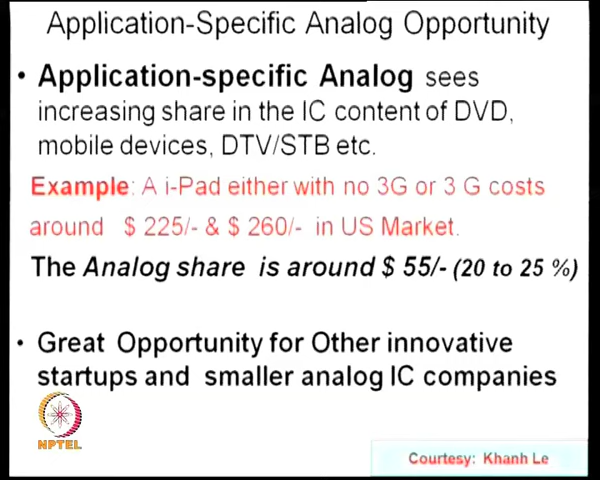 Application-Specific Analog Opportunity
• Application-specific Analog sees
increasing share in the IC content of DVD,
mobile devices, DTV/STB etc.
Example: A i-Pad either with no 3G or 3 G costs
around $ 225/- & $ 260/- in US Market.
The Analog share is around $ 55/- (20 to 25 %)
• Great Opportunity for Other innovative
startups and smaller analog IC companies
NPTEL
Courtesy: Khanh Le